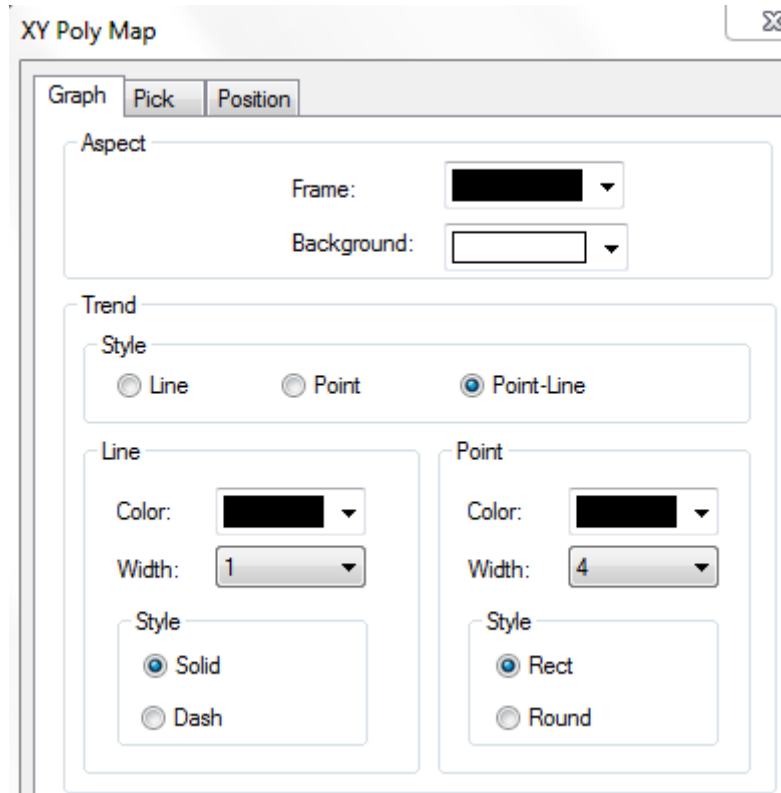 XY Poly Map
Graph Pick Position
Aspect
Frame:
Background:
Trend
Style
Line Point Point-Line
Line Point
Color: Color:
Width: 1 Width: 4
Style Style
Solid Rect
Dash Round